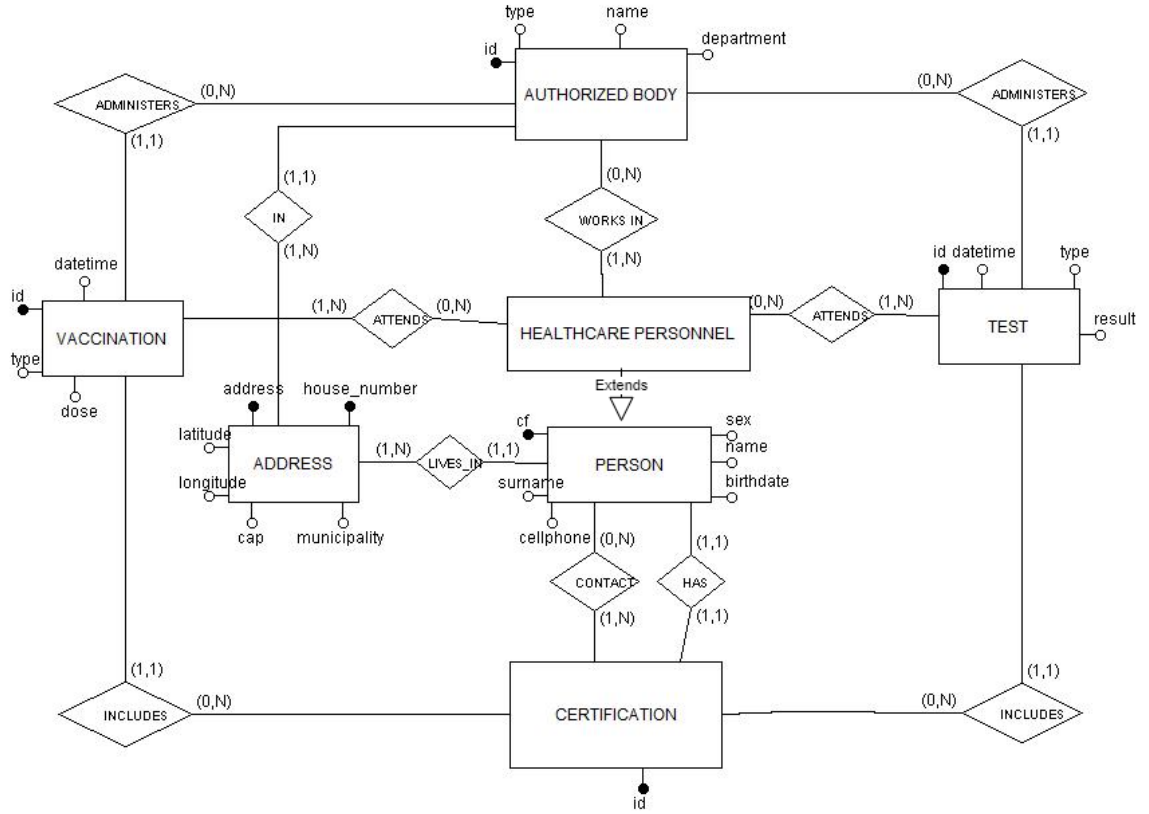 type
name
id
department
ADMINISTERS
(0,N)
AUTHORIZED BODY
(0,N)
ADMINISTERS
(1,1)
(1,1)
(1,1)
(0,N)
IN
WORKS IN
(1,N)
(1,N)
datetime
id datetime
type
id
(1,N)
ATTENDS
(0,N)
(0,N)
ATTENDS
(1,N)
VACCINATION
HEALTHCARE PERSONNEL
TEST
result
type
dose
Extends
address
house_number
cf
sex
latitude
name
(1,N)
LIVES_IN
(1,1)
ADDRESS
PERSON
longitude
surname
birthdate
cap
municipality
cellphone
(0,N)
(1,1)
CONTACT
HAS
(1,N)
(1,1)
(1,1)
(1,1)
INCLUDES
(0,N)
CERTIFICATION
(0,N)
INCLUDES
id